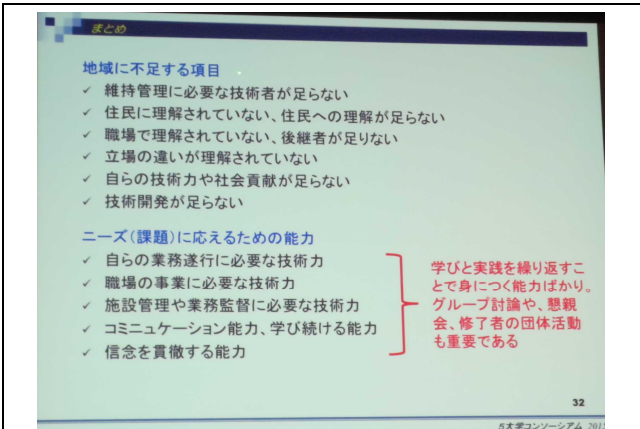 まとめ
地域に不足する項目
✓ 維持管理に必要な技術者が足らない
✓ 住民に理解されていない、住民への理解が足らない
✓ 職場で理解されていない、後継者が足りない
✓ 立場の違いが理解されていない
✓ 自らの技術力や社会貢献が足らない
✓ 技術開発が足らない
ニーズ（課題）に応えるための能力
✓ 自らの業務遂行に必要な技術力
✓ 職場の事業に必要な技術力
✓ 施設管理や業務監督に必要な技術力
✓ コミニュケーション能力、学び続ける能力
✓ 信念を貫徹する能力
学びと実践を繰り返すこ
とで身につく能力ばかり。
グループ討論や、懇親
会、修了者の団体活動
も重要である
32
5大学コンソーシアム 2015